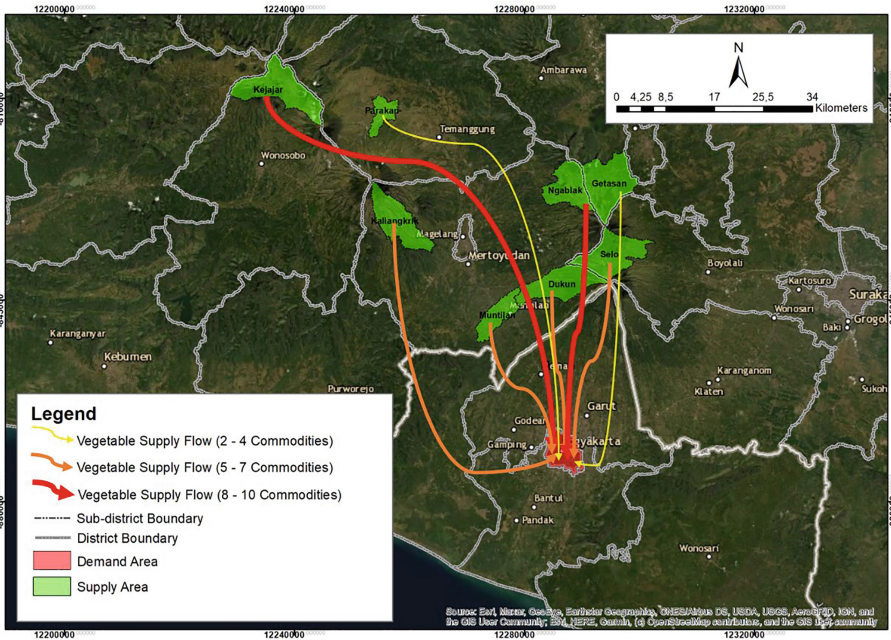 12200000 12240000 12280000 12320000
N
0 4,25 8,5 17 25,5 34
Kilometers
Ambarawa
Kejajar
Parakan
Temanggung
Wonosobo
Ngablak
Getasan
Kaliangkrik
Magelang
Mertoyudan
Selo
Boyolali
Dukun
Kartosuro
Muntilan
Wonosari
Suraka
Grogol
Baki
Karanganyar
Kebumen
Karanganom
Klaten
Sukoh
Purworejo
Garut
Godean
Gamping
gyakarta
Bantul
Pandak
Wonosari
Legend
Vegetable Supply Flow (2 - 4 Commodities)
Vegetable Supply Flow (5 - 7 Commodities)
Vegetable Supply Flow (8 - 10 Commodities)
Sub-district Boundary
District Boundary
Demand Area
Supply Area
Source: Esri, Maxar, GeoEye, Earthstar Geographics, CNES/Airbus DS, USDA, USGS, AeroGRID, IGN, and
the GIS User Community; Esri, HERE, Garmin, (c) OpenStreetMap contributors, and the GIS user community
12200000 12240000 12280000 12320000